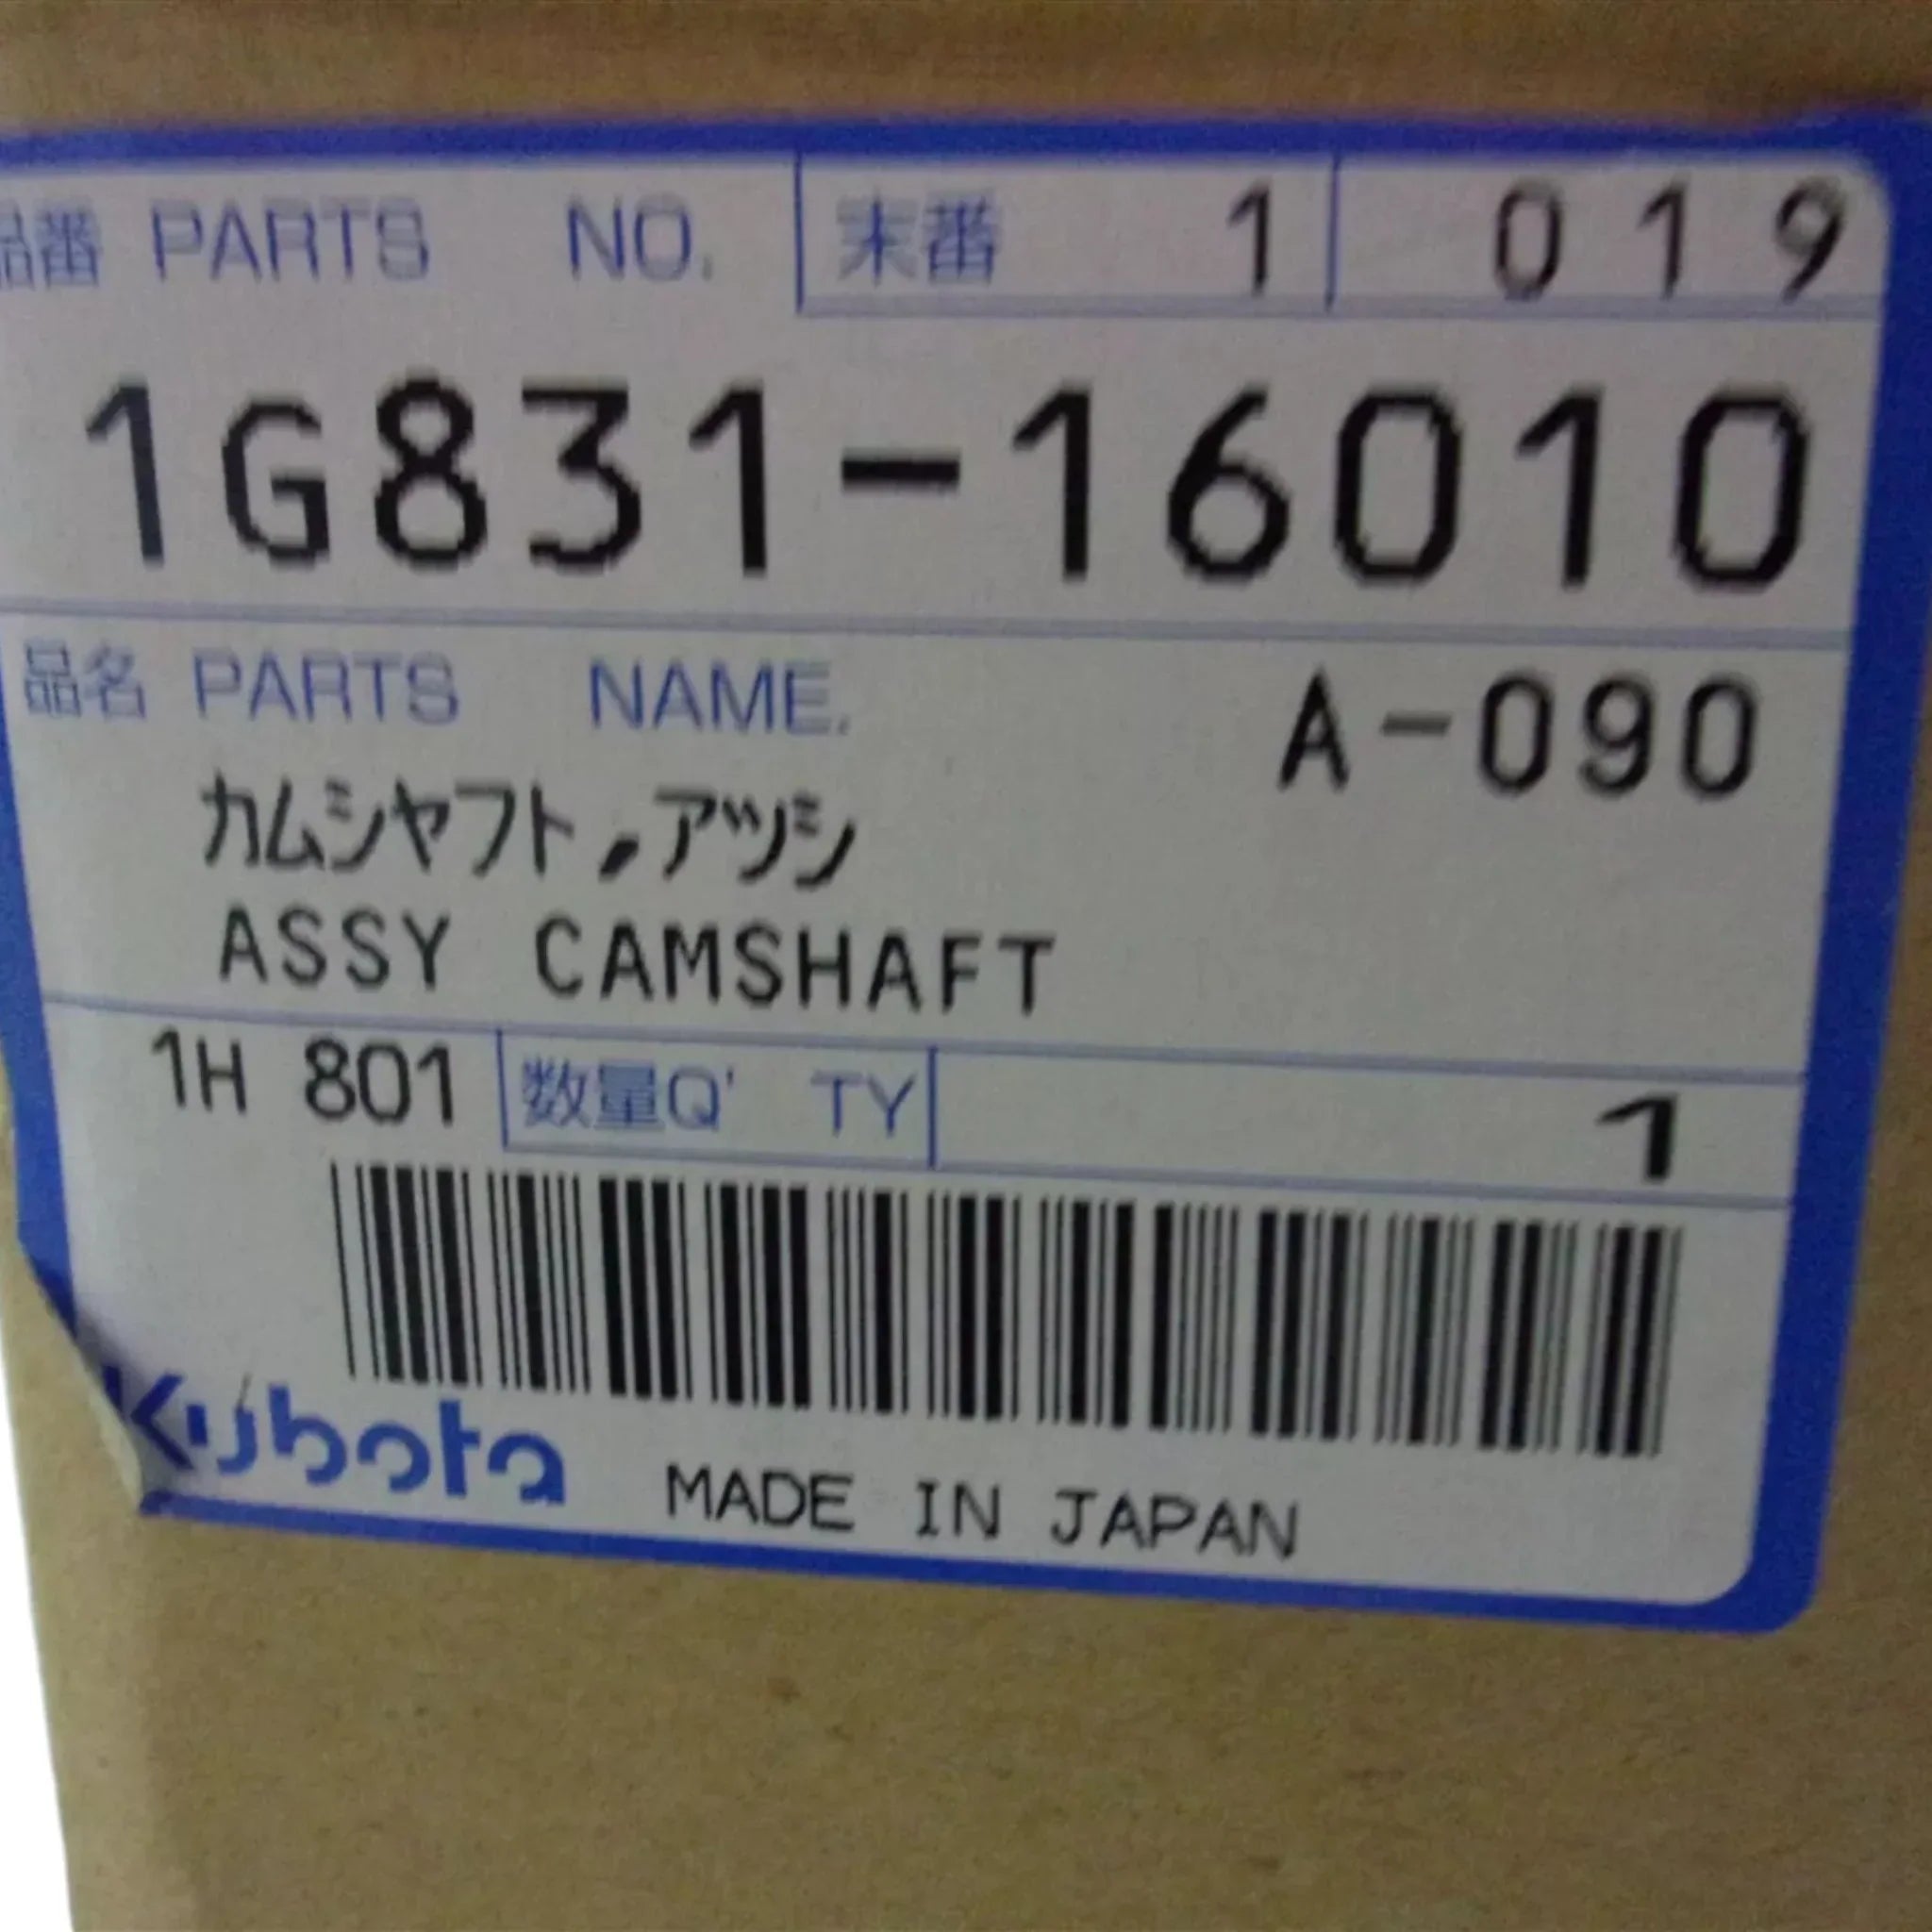 品番 PARTS NO. 末番 1 019
1G831-16010
品名 PARTS NAME. A-090
カムシヤフト,アツシ
ASSY CAMSHAFT
1H 801 数量Q'TY 1
Kubota MADE IN JAPAN